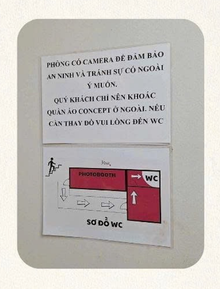 PHÒNG CÓ CAMERA ĐỂ ĐẢM BẢO
AN NINH VÀ TRÁNH SỰ CỐ NGOÀI
Ý MUỐN.
QUÝ KHÁCH CHỈ NÊN KHOÁC
QUẦN ÁO CONCEPT Ở NGOÀI. NẾU
CẦN THAY ĐỒ VUI LÒNG ĐẾN WC
PHOTOBOOTH
WC
SƠ ĐỒ WC